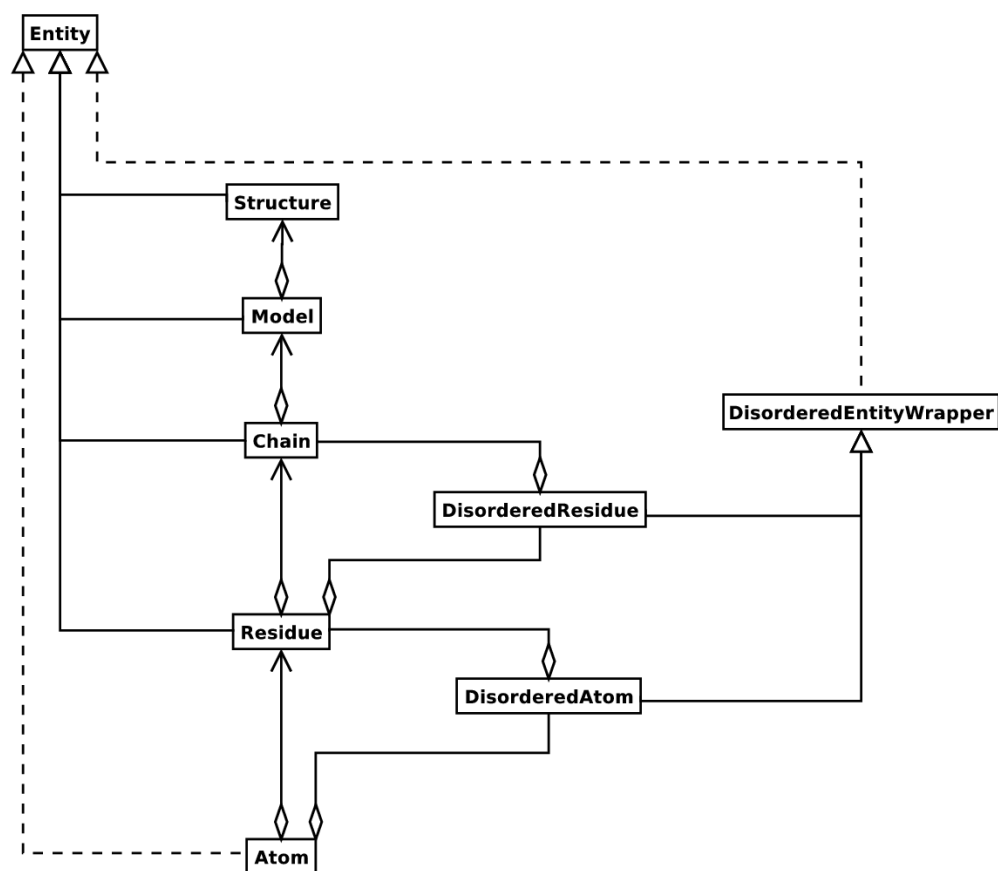 Entity
Structure
Model
DisorderedEntityWrapper
Chain
DisorderedResidue
Residue
DisorderedAtom
Atom